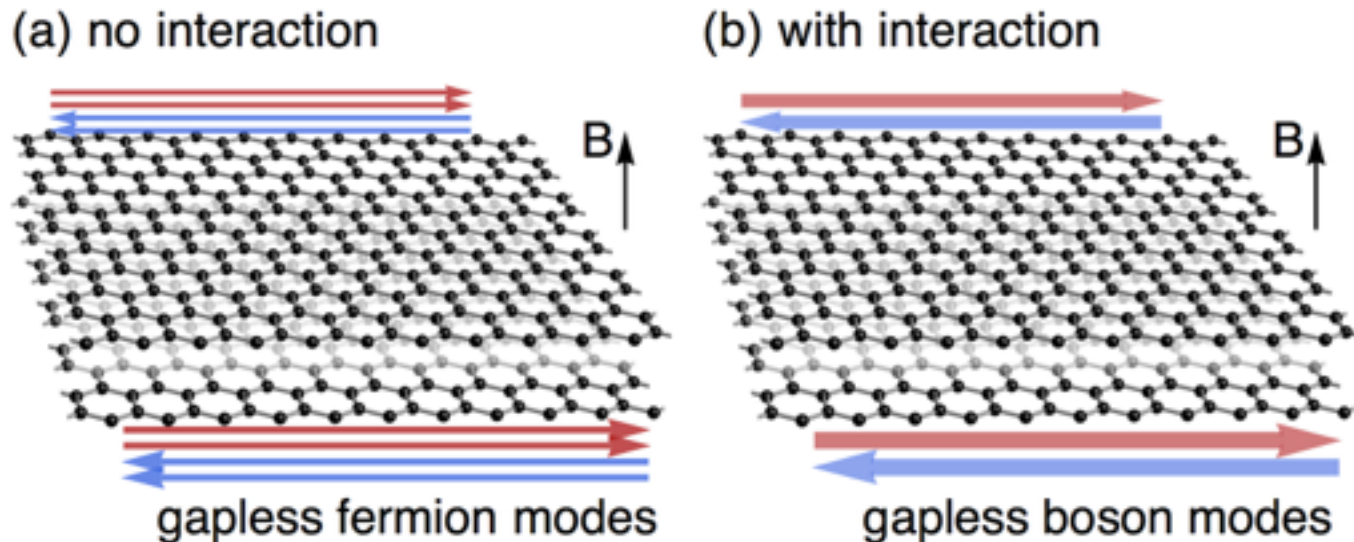 (a) no interaction
(b) with interaction
B
B
gapless fermion modes
gapless boson modes